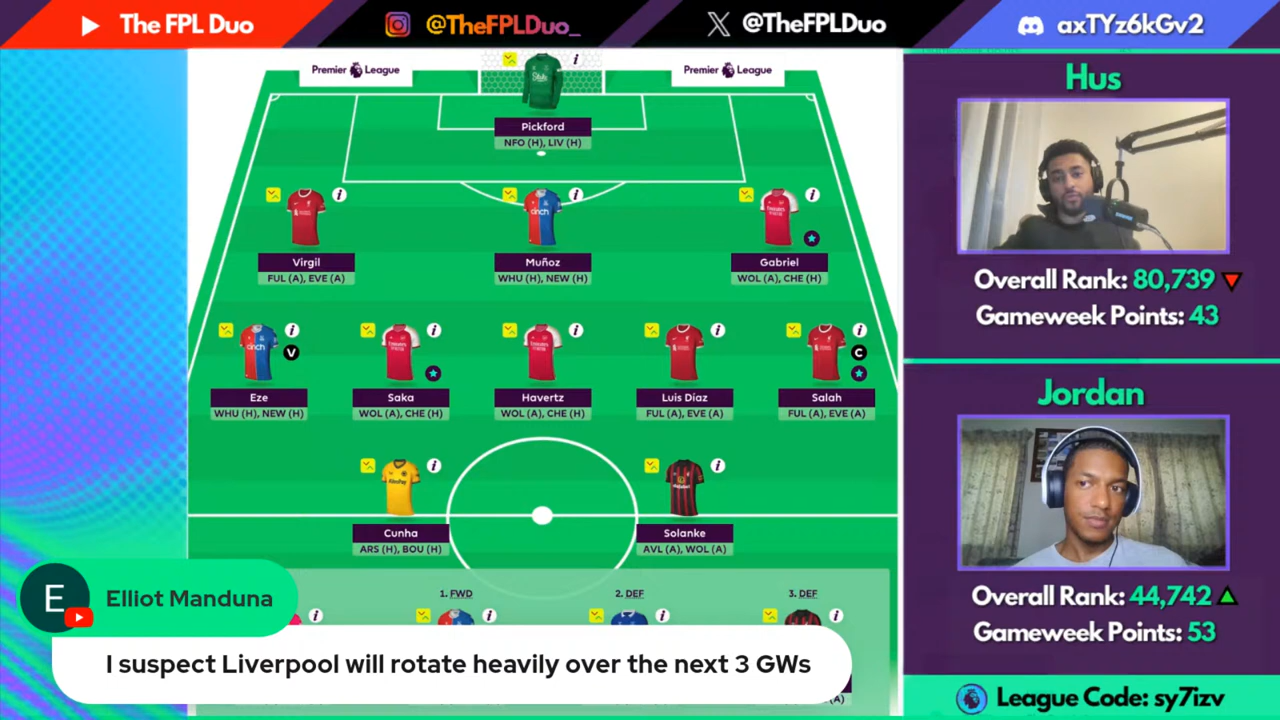 The FPL Duo
@TheFPLDuo_
@TheFPLDuo
axTYz6kGv2
Premier League
Premier League
Pickford
NFO (H), LIV (H)
Virgil
FUL (A), EVE (A)
Muñoz
WHU (H), NEW (H)
Gabriel
WOL (A), CHE (H)
Eze
WHU (H), NEW (H)
V
Saka
WOL (A), CHE (H)
Havertz
WOL (A), CHE (H)
Luis Díaz
FUL (A), EVE (A)
Salah
FUL (A), EVE (A)
C
Cunha
ARS (H), BOU (H)
Solanke
AVL (A), WOL (A)
1. FWD
2. DEF
3. DEF
E
Elliot Manduna
I suspect Liverpool will rotate heavily over the next 3 GWs
Hus
Overall Rank: 80,739
Gameweek Points: 43
Jordan
Overall Rank: 44,742
Gameweek Points: 53
League Code: sy7izv